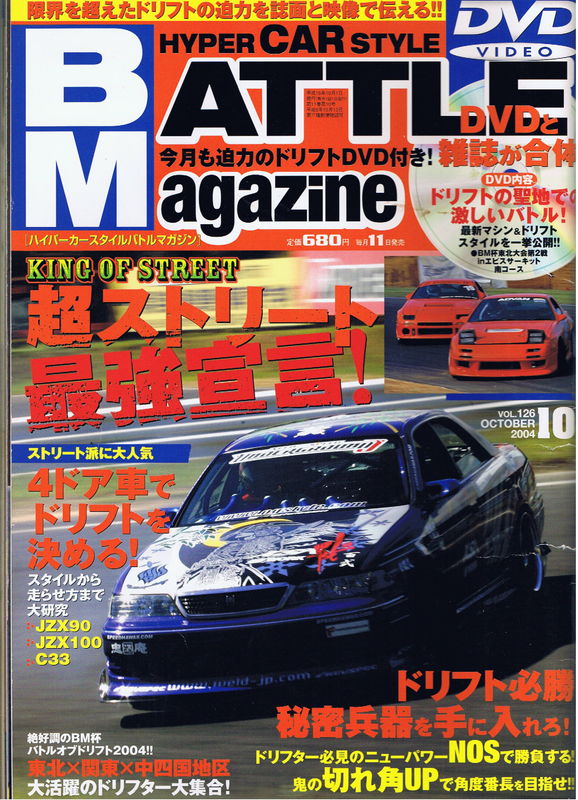 限界を超えたドリフトの迫力を誌面と映像で伝える!!
DVD
VIDEO
HYPER CAR STYLE
BATTLE
Magazine
今月も迫力のドリフトDVD付き!
[ハイパーカースタイルバトルマガジン]
定価680円 毎月11日発売
DVDと
雑誌が合体
DVD内容
ドリフトの聖地での
激しいバトル!
最新マシン&ドリフト
スタイルを一挙公開!!
●BM杯東北大会第2戦
inエビスサーキット
南コース
KING OF STREET
超ストリート
最強宣言!
ADVAN
VOL.126
OCTOBER
2004
10
ストリート派に大人気
4ドア車で
ドリフトを
決める!
スタイルから
走らせ方まで
大研究
JZX90
JZX100
C33
鬼因庵
www.weld-jp.com
ドリフト必勝
秘密兵器を手に入れろ!
ドリフター必見のニューパワーNOSで勝負する!
鬼の切れ角UPで角度番長を目指せ!!
絶好調のBM杯
バトルオブドリフト2004!!
東北×関東×中四国地区
大活躍のドリフター大集合!